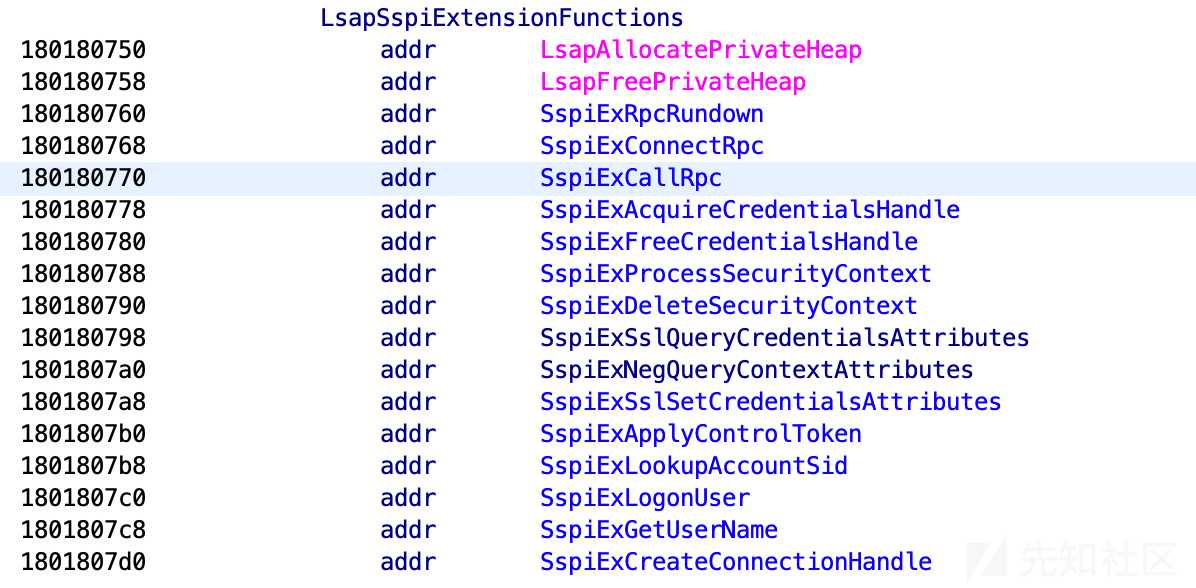 LsapSspiExtensionFunctions
180180750 addr LsapAllocatePrivateHeap
180180758 addr LsapFreePrivateHeap
180180760 addr SspiExRpcRundown
180180768 addr SspiExConnectRpc
180180770 addr SspiExCallRpc
180180778 addr SspiExAcquireCredentialsHandle
180180780 addr SspiExFreeCredentialsHandle
180180788 addr SspiExProcessSecurityContext
180180790 addr SspiExDeleteSecurityContext
180180798 addr SspiExSslQueryCredentialsAttributes
1801807a0 addr SspiExNegQueryContextAttributes
1801807a8 addr SspiExSslSetCredentialsAttributes
1801807b0 addr SspiExApplyControlToken
1801807b8 addr SspiExLookupAccountSid
1801807c0 addr SspiExLogonUser
1801807c8 addr SspiExGetUserName
1801807d0 addr SspiExCreateConnectionHandle
先知社区